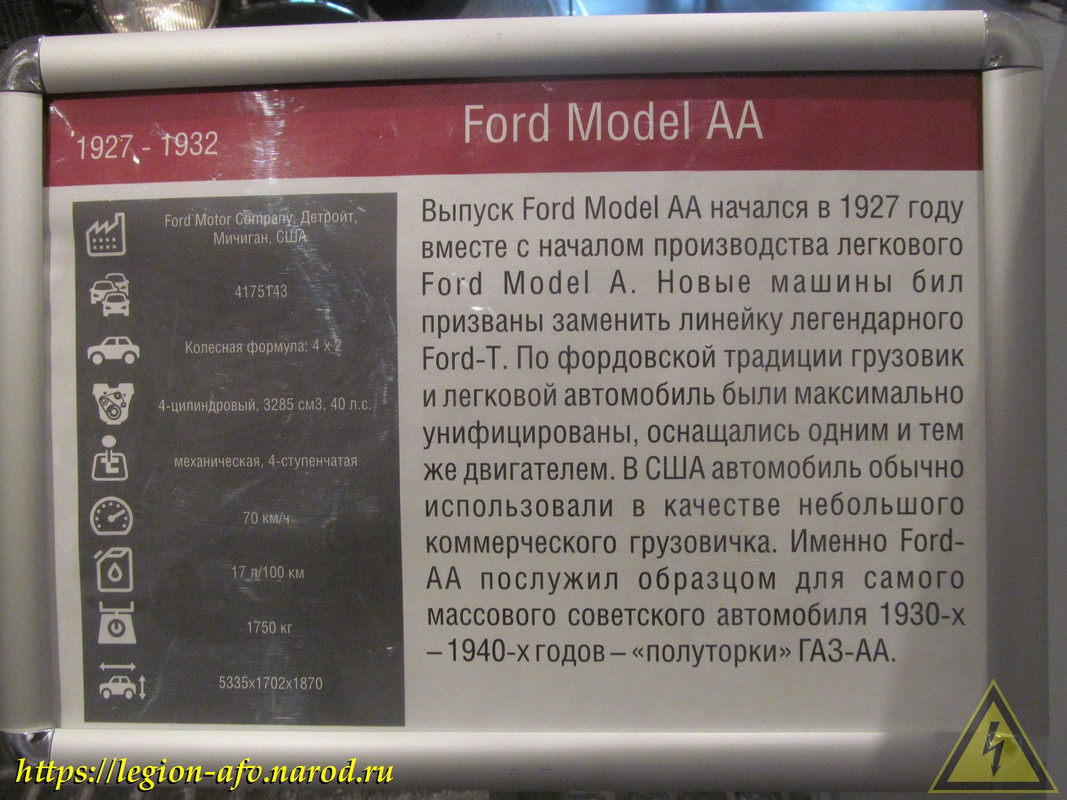 1927 - 1932
Ford Model AA
Ford Motor Company. Детройт,
Мичиган, США
4175143
Колесная формула: 4 x 2
4-цилиндровый, 3285 см3, 40 л.с.
механическая, 4-ступенчатая
70 км/ч
17 л/100 км
1750 кг
5335x1702x1870
Выпуск Ford Model AA начался в 1927 году
вместе с началом производства легкового
Ford Model A. Новые машины бил
призваны заменить линейку легендарного
Ford-T. По фордовской традиции грузовик
и легковой автомобиль были максимально
унифицированы, оснащались одним и тем
же двигателем. В США автомобиль обычно
использовали в качестве небольшого
коммерческого грузовичка. Именно Ford-
AA послужил образцом для самого
массового советского автомобиля 1930-х
– 1940-х годов – «полуторки» ГАЗ-АА.
https://legion-afv.narod.ru